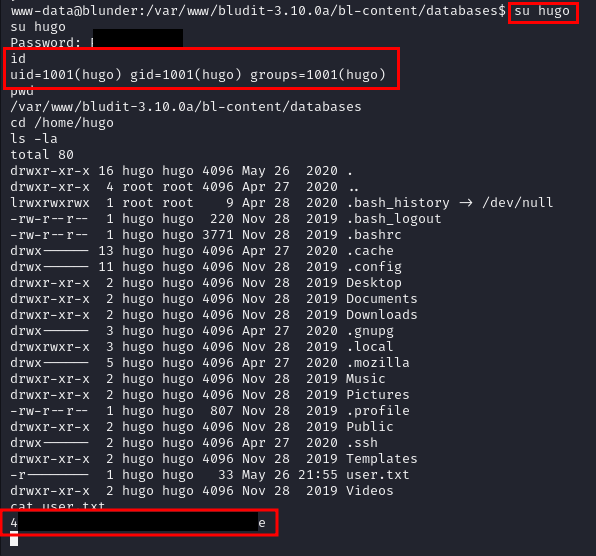 www-data@blunder:/var/www/bludit-3.10.0a/bl-content/databases$ su hugo
su hugo
Password:
id
uid=1001(hugo) gid=1001(hugo) groups=1001(hugo)
pwd
/var/www/bludit-3.10.0a/bl-content/databases
cd /home/hugo
ls -la
total 80
drwxr-xr-x 16 hugo hugo 4096 May 26  2020 .
drwxr-xr-x  4 root root 4096 Apr 27  2020 ..
lrwxrwxrwx  1 root root    9 Apr 28  2020 .bash_history -> /dev/null
-rw-r--r--  1 hugo hugo  220 Nov 28  2019 .bash_logout
-rw-r--r--  1 hugo hugo 3771 Nov 28  2019 .bashrc
drwx------ 13 hugo hugo 4096 Apr 27  2020 .cache
drwx------ 11 hugo hugo 4096 Nov 28  2019 .config
drwxr-xr-x  2 hugo hugo 4096 Nov 28  2019 Desktop
drwxr-xr-x  2 hugo hugo 4096 Nov 28  2019 Documents
drwxr-xr-x  2 hugo hugo 4096 Nov 28  2019 Downloads
drwx------  3 hugo hugo 4096 Apr 27  2020 .gnupg
drwxrwxr-x  3 hugo hugo 4096 Nov 28  2019 .local
drwx------  5 hugo hugo 4096 Apr 27  2020 .mozilla
drwxr-xr-x  2 hugo hugo 4096 Nov 28  2019 Music
drwxr-xr-x  2 hugo hugo 4096 Nov 28  2019 Pictures
-rw-r--r--  1 hugo hugo  807 Nov 28  2019 .profile
drwxr-xr-x  2 hugo hugo 4096 Nov 28  2019 Public
drwx------  2 hugo hugo 4096 Apr 27  2020 .ssh
drwxr-xr-x  2 hugo hugo 4096 Nov 28  2019 Templates
-r--------  1 hugo hugo   33 May 26 21:55 user.txt
drwxr-xr-x  2 hugo hugo 4096 Nov 28  2019 Videos
cat user.txt
4 e